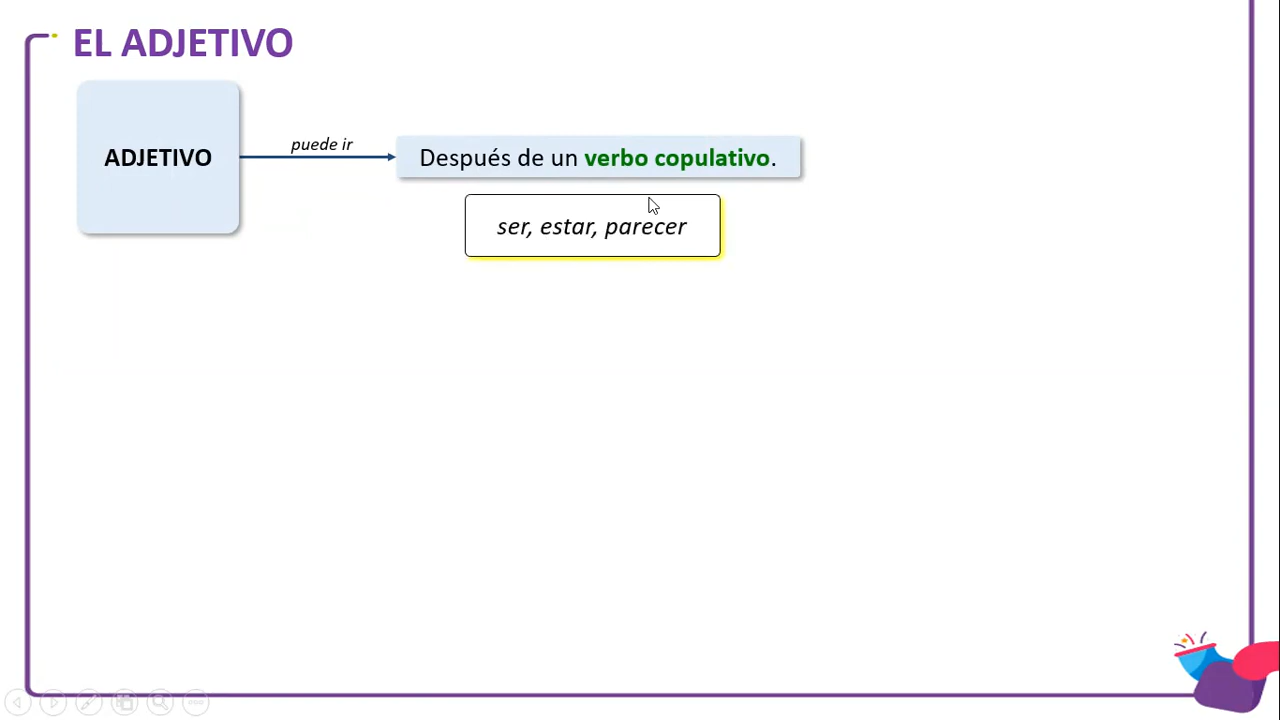 EL ADJETIVO
ADJETIVO
puede ir
Después de un verbo copulativo.
ser, estar, parecer